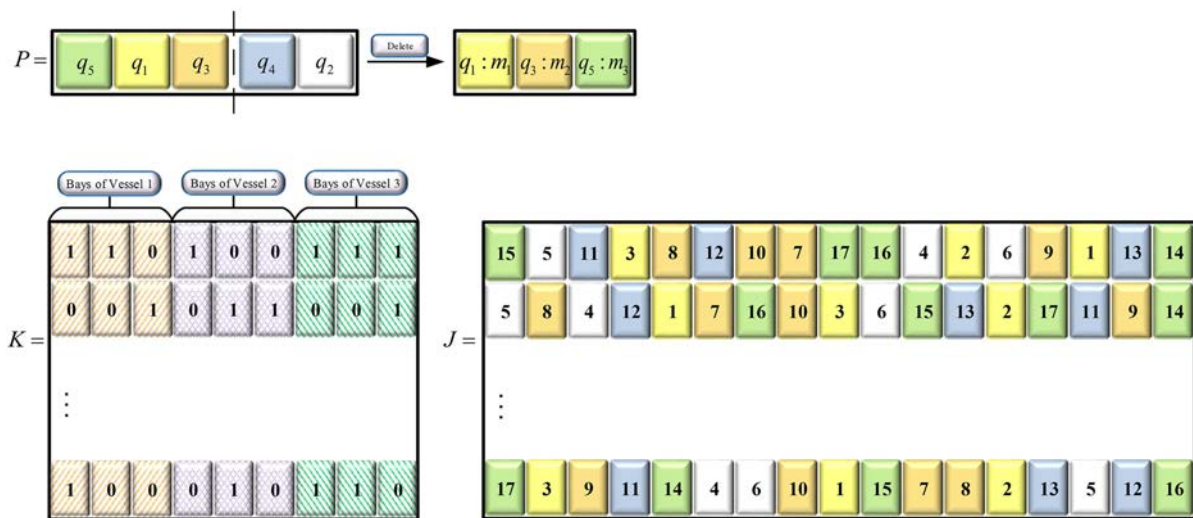 P = q5 q1 q3 q4 q2 Delete q1 : m1 q3 : m2 q5 : m3
Bays of Vessel 1 Bays of Vessel 2 Bays of Vessel 3
1 1 0 1 0 0 1 1 1
0 0 1 0 1 1 0 0 1
K =
⋮
1 0 0 0 1 0 1 1 0
15 5 11 3 8 12 10 7 17 16 4 2 6 9 1 13 14
5 8 4 12 1 7 16 10 3 6 15 13 2 17 11 9 14
J =
⋮
17 3 9 11 14 4 6 10 1 15 7 8 2 13 5 12 16